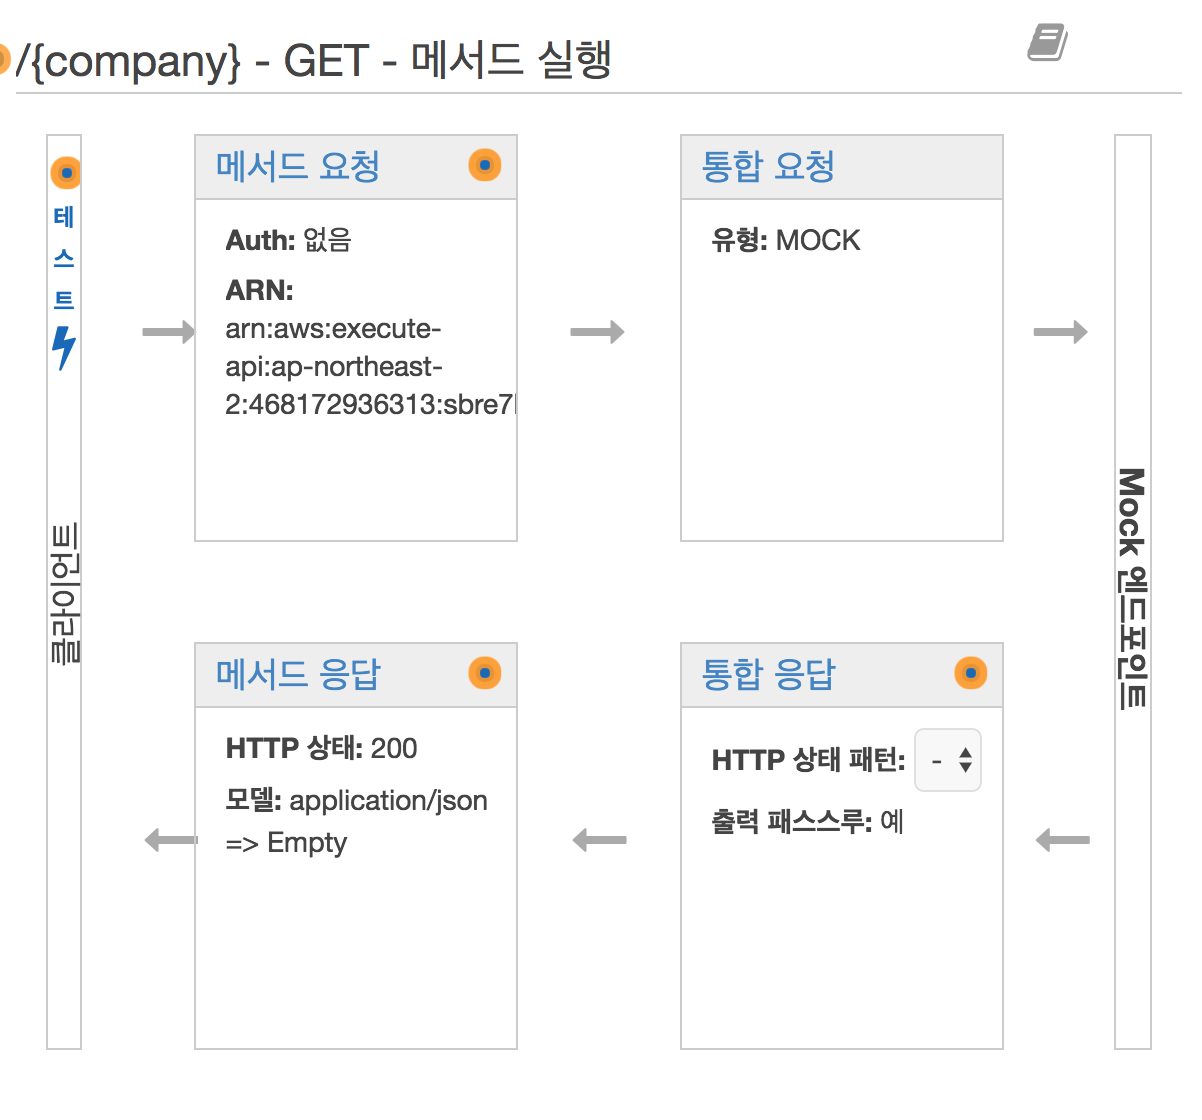 /{company} - GET - 메서드 실행
테스트
클라이언트
메서드 요청
Auth: 없음
ARN:
arn:aws:execute-
api:ap-northeast-
2:468172936313:sbre7
통합 요청
유형: MOCK
Mock 엔드포인트
메서드 응답
HTTP 상태: 200
모델: application/json
=> Empty
통합 응답
HTTP 상태 패턴: -
출력 패스스루: 예